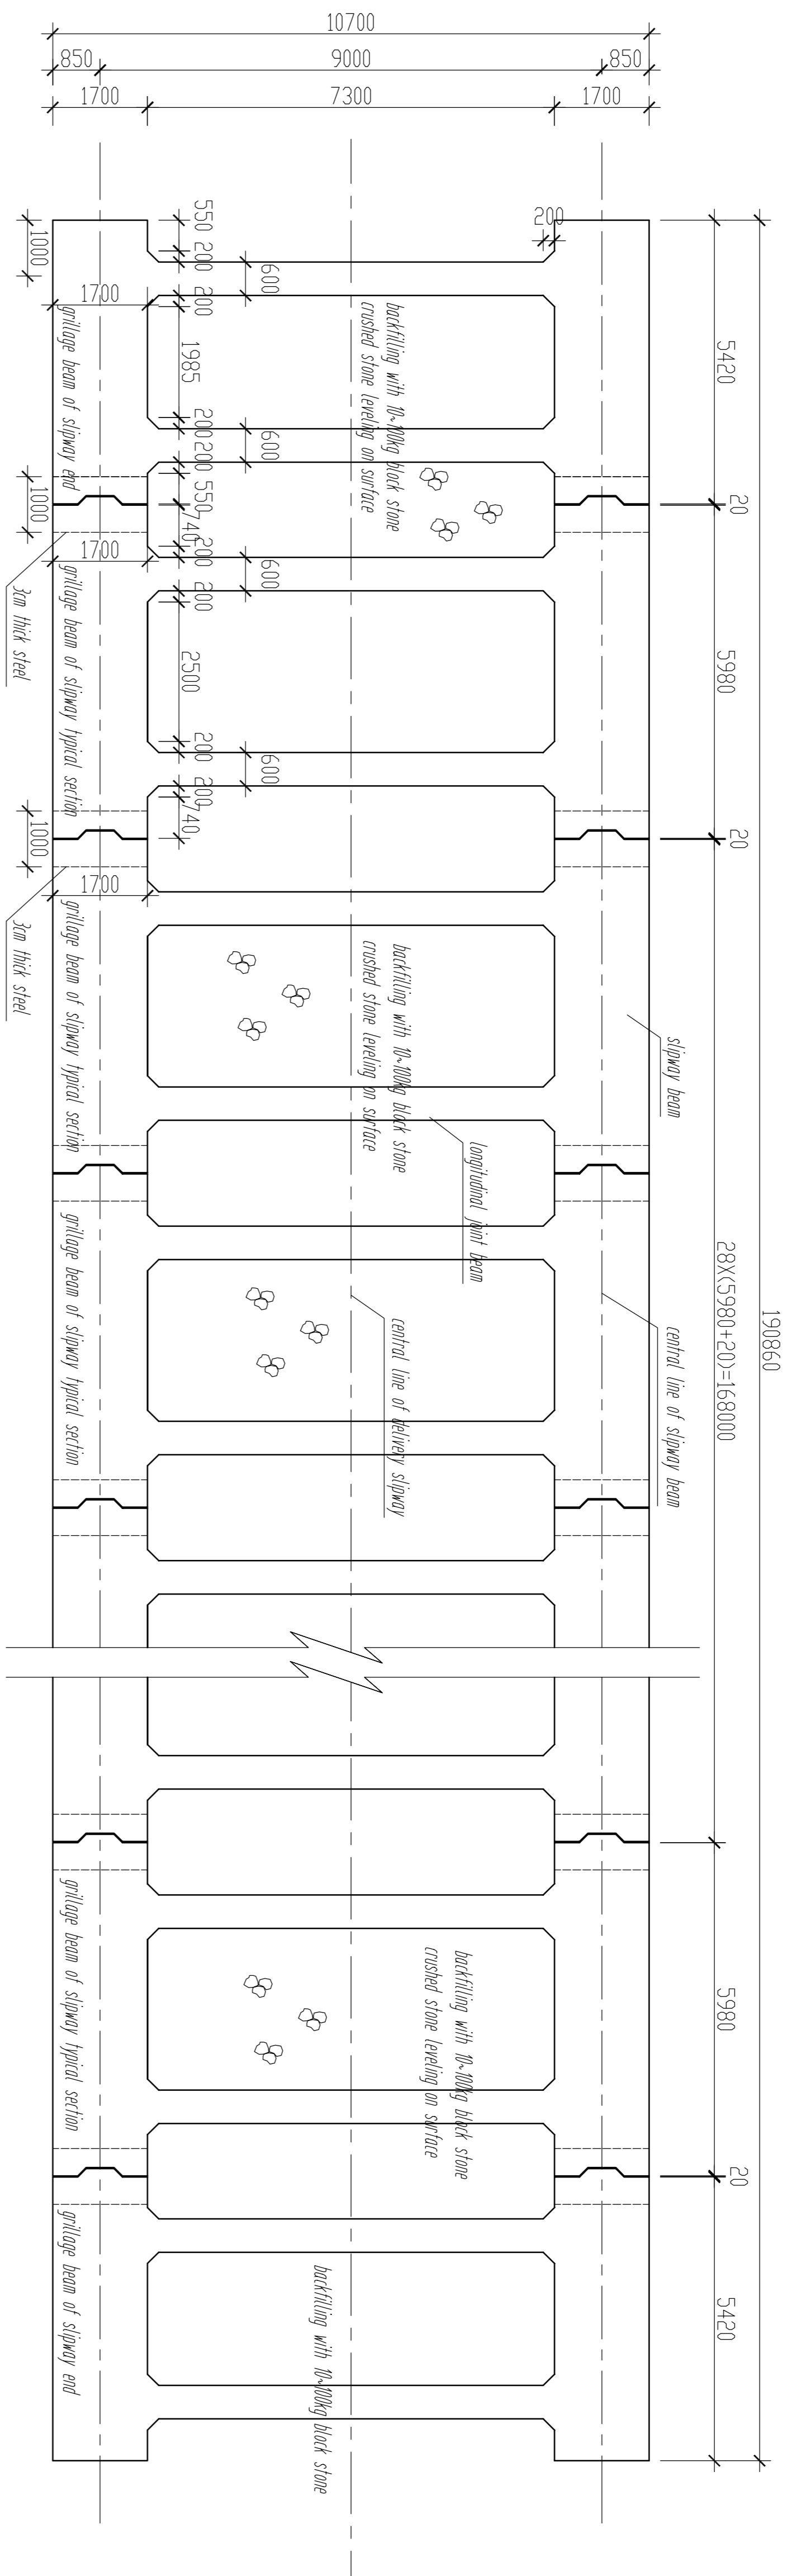 10700
850
9000
850
1700
7300
1700
190860
5420
20
5980
20
28X(5980+20)=168000
5980
20
5420
200
550
200
600
200
1985
200
600
200
550
740
200
600
200
2500
200
600
200
740
1000
1700
1000
1700
1000
1700
slipway beam
central line of slipway beam
longitudinal joint beam
central line of delivery slipway
backfilling with 10~100kg block stone
crushed stone leveling on surface
backfilling with 10~100kg block stone
crushed stone leveling on surface
backfilling with 10~100kg block stone
crushed stone leveling on surface
backfilling with 10~100kg block stone
grillage beam of slipway end
grillage beam of slipway typical section
grillage beam of slipway typical section
grillage beam of slipway typical section
grillage beam of slipway typical section
grillage beam of slipway end
3cm thick steel
3cm thick steel